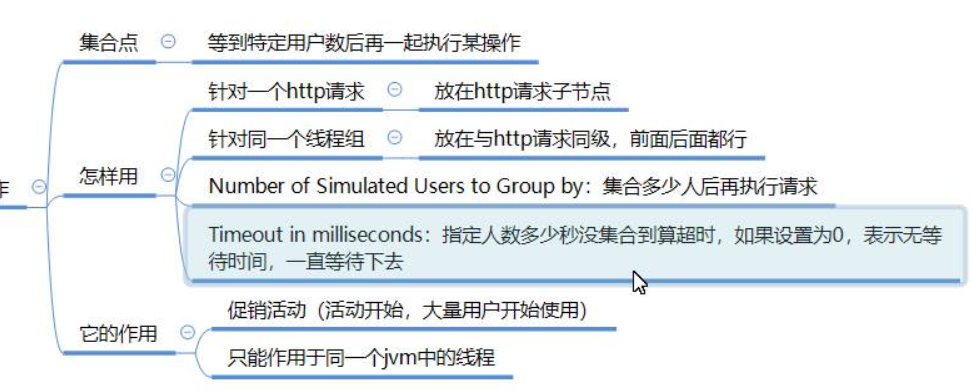 集合点
等到特定用户数后再一起执行某操作
针对一个http请求
放在http请求子节点
针对同一个线程组
放在与http请求同级，前面后面都行
怎样用
Number of Simulated Users to Group by：集合多少人后再执行请求
Timeout in milliseconds：指定人数多少秒没集合到算超时，如果设置为0，表示无等
待时间，一直等待下去
它的作用
促销活动（活动开始，大量用户开始使用）
只能作用于同一个jvm中的线程